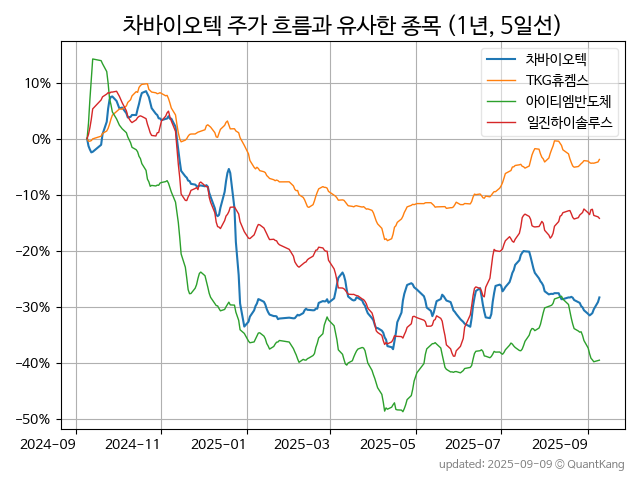 차바이오텍 주가 흐름과 유사한 종목 (1년, 5일선)
차바이오텍
TKG휴켐스
아이티엠반도체
일진하이솔루스
10%
0%
−10%
−20%
−30%
−40%
−50%
2024−09 2024−11 2025−01 2025−03 2025−05 2025−07 2025−09
updated: 2025-09-09 © QuantKang